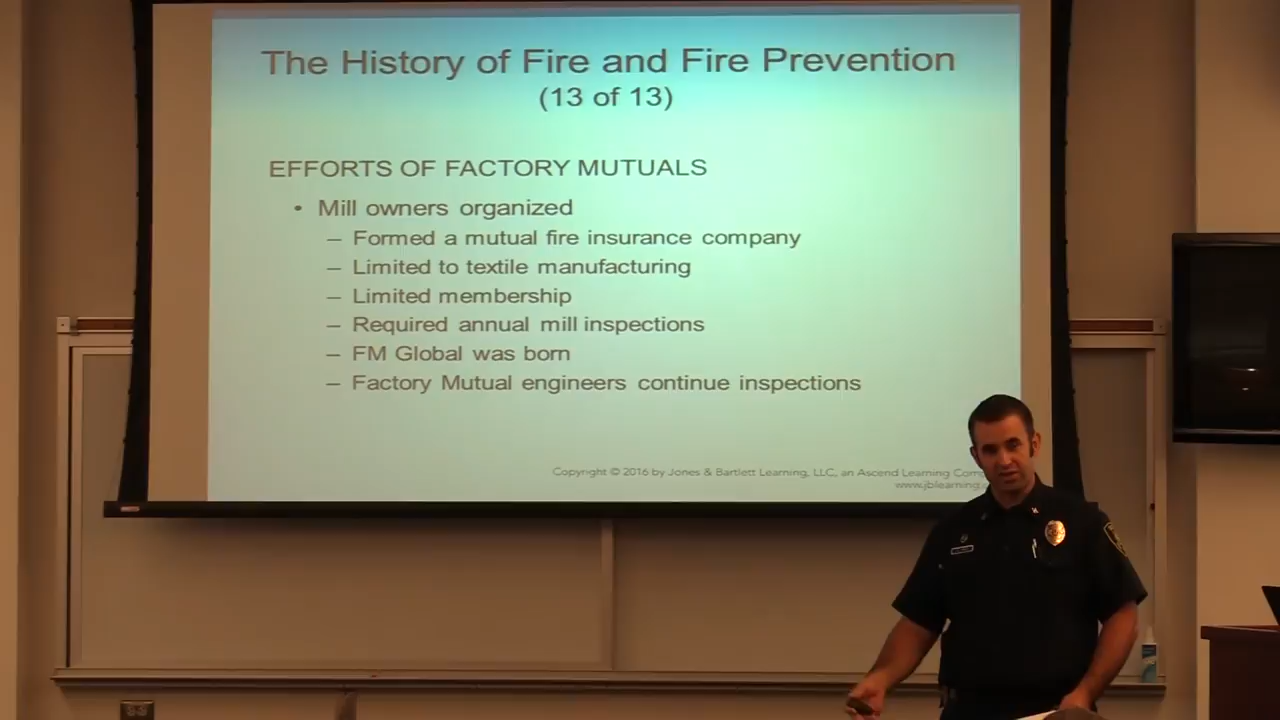 The History of Fire and Fire Prevention
(13 of 13)
EFFORTS OF FACTORY MUTUALS
• Mill owners organized
– Formed a mutual fire insurance company
– Limited to textile manufacturing
– Limited membership
– Required annual mill inspections
– FM Global was born
– Factory Mutual engineers continue inspections
Copyright © 2016 by Jones & Bartlett Learning, LLC, an Ascend Learning
www.jblearning